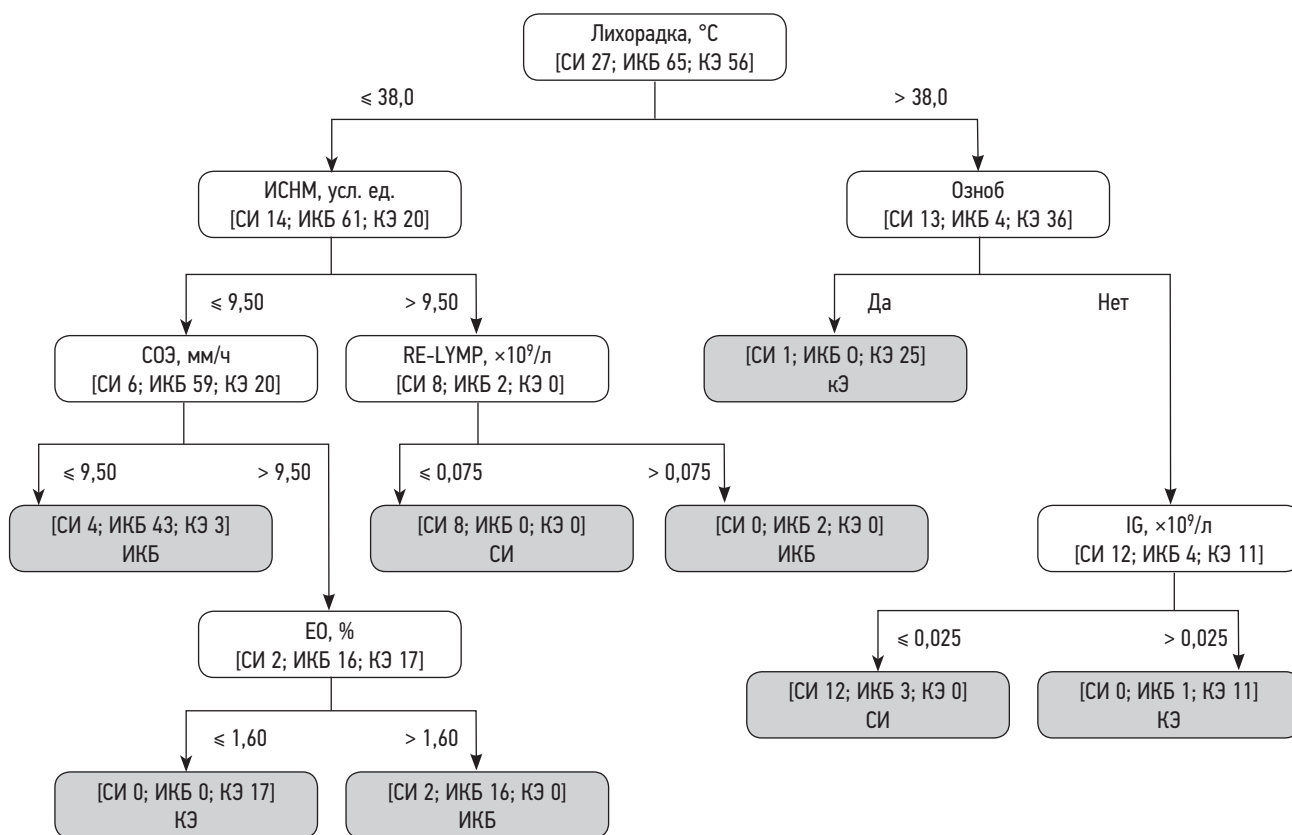 Лихорадка, °C
[СИ 27; ИКБ 65; КЭ 56]
≤ 38,0
> 38,0
ИСНМ, усл. ед.
[СИ 14; ИКБ 61; КЭ 20]
Озноб
[СИ 13; ИКБ 4; КЭ 36]
≤ 9,50
> 9,50
Да
Нет
СОЭ, мм/ч
[СИ 6; ИКБ 59; КЭ 20]
RE-LYMP, ×10⁹/л
[СИ 8; ИКБ 2; КЭ 0]
[СИ 1; ИКБ 0; КЭ 25]
кЭ
≤ 9,50
> 9,50
≤ 0,075
> 0,075
[СИ 4; ИКБ 43; КЭ 3]
ИКБ
[СИ 8; ИКБ 0; КЭ 0]
СИ
[СИ 0; ИКБ 2; КЭ 0]
ИКБ
IG, ×10⁹/л
[СИ 12; ИКБ 4; КЭ 11]
EO, %
[СИ 2; ИКБ 16; КЭ 17]
≤ 0,025
> 0,025
[СИ 12; ИКБ 3; КЭ 0]
СИ
[СИ 0; ИКБ 1; КЭ 11]
КЭ
≤ 1,60
> 1,60
[СИ 0; ИКБ 0; КЭ 17]
КЭ
[СИ 2; ИКБ 16; КЭ 0]
ИКБ